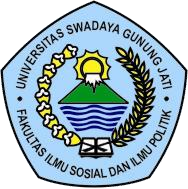 UNIVERSITAS SWADAYA GUNUNG JATI
FAKULTAS ILMU SOSIAL DAN ILMU POLITIK